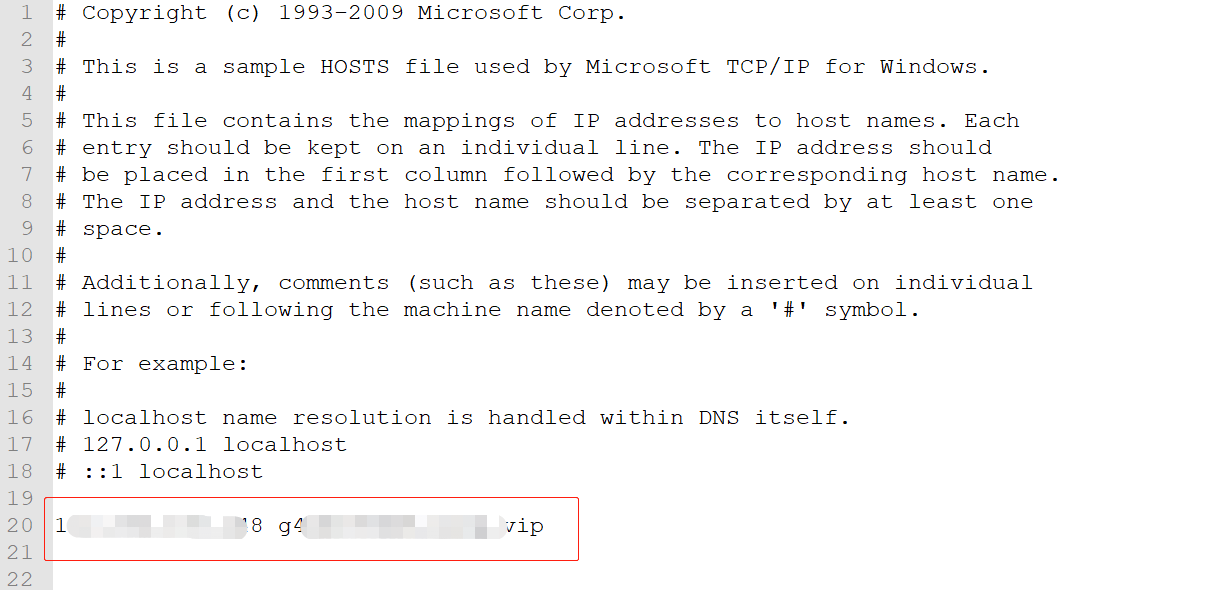 1 # Copyright (c) 1993-2009 Microsoft Corp.
2 #
3 # This is a sample HOSTS file used by Microsoft TCP/IP for Windows.
4 #
5 # This file contains the mappings of IP addresses to host names. Each
6 # entry should be kept on an individual line. The IP address should
7 # be placed in the first column followed by the corresponding host name.
8 # The IP address and the host name should be separated by at least one
9 # space.
10 #
11 # Additionally, comments (such as these) may be inserted on individual
12 # lines or following the machine name denoted by a '#' symbol.
13 #
14 # For example:
15 #
16 # localhost name resolution is handled within DNS itself.
17 # 127.0.0.1 localhost
18 # ::1 localhost
19
20
21
22